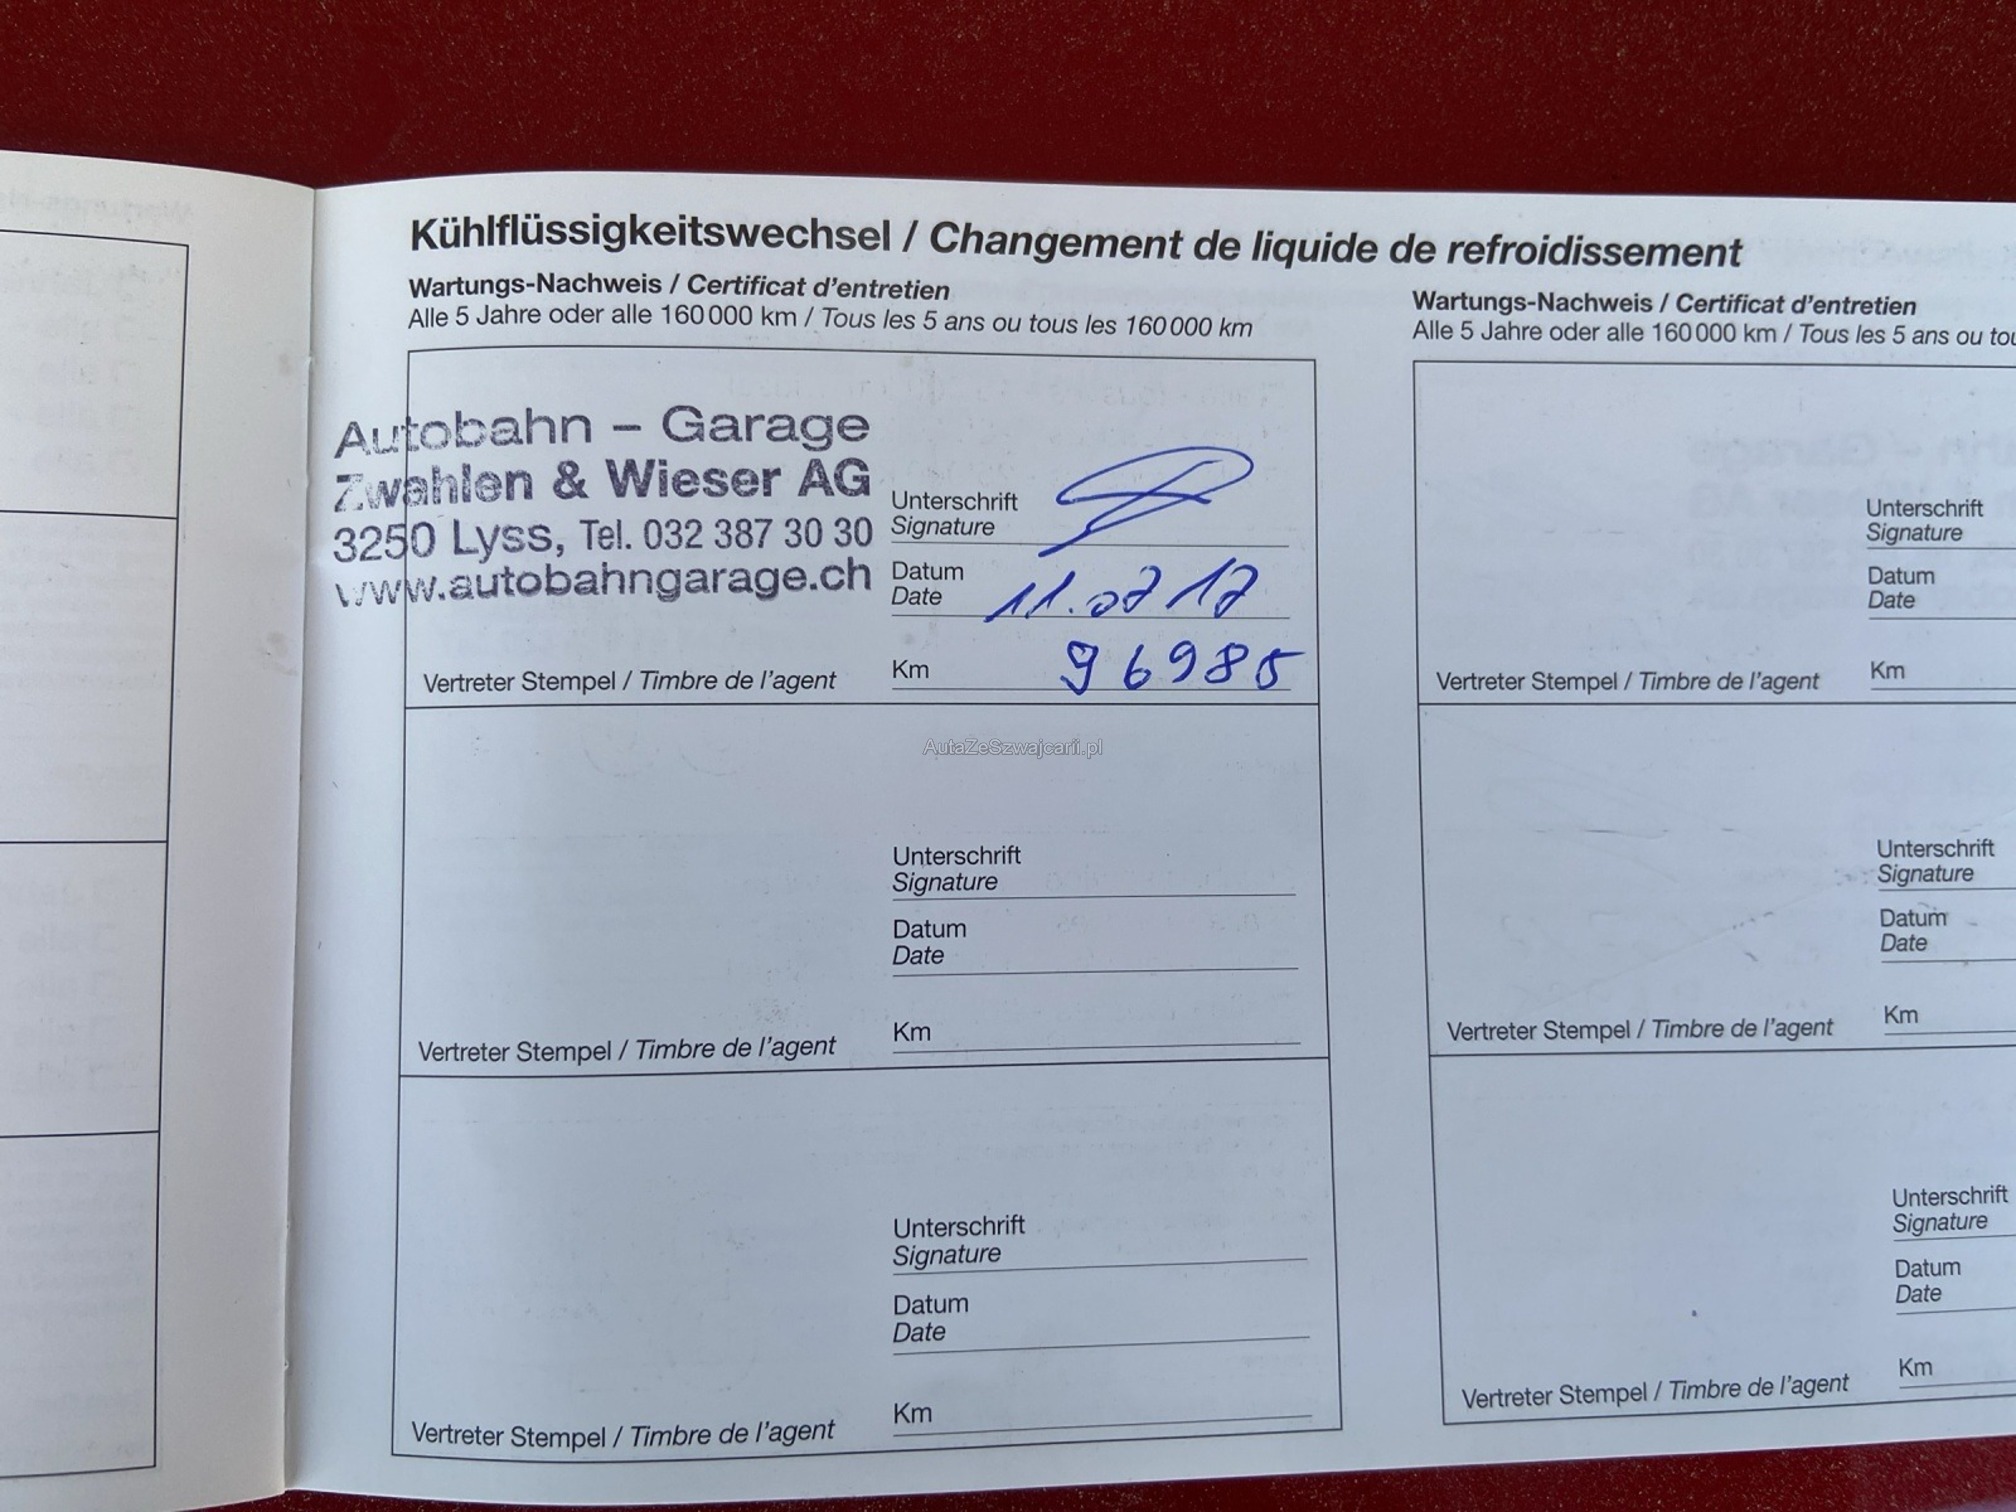 Kühlflüssigkeitswechsel / Changement de liquide de refroidissement
Wartungs-Nachweis / Certificat d'entretien
Alle 5 Jahre oder alle 160 000 km / Tous les 5 ans ou tous les 160 000 km
Autobahn – Garage
Zwahlen & Wieser AG
3250 Lyss, Tel. 032 387 30 30
www.autobahngarage.ch
Unterschrift
Signature
Datum
Date
11.07 17
Vertreter Stempel / Timbre de l'agent
Km 96985
AutaZeSzwajcarii.pl
Unterschrift
Signature
Datum
Date
Vertreter Stempel / Timbre de l'agent
Km
Unterschrift
Signature
Datum
Date
Vertreter Stempel / Timbre de l'agent
Km
Wartungs-Nachweis / Certificat d'entretien
Alle 5 Jahre oder alle 160 000 km / Tous les 5 ans ou
Unterschrift
Signature
Datum
Date
Vertreter Stempel / Timbre de l'agent
Km
Unterschrift
Signature
Datum
Date
Vertreter Stempel / Timbre de l'agent
Km
Unterschrift
Signature
Datum
Date
Vertreter Stempel / Timbre de l'agent
Km